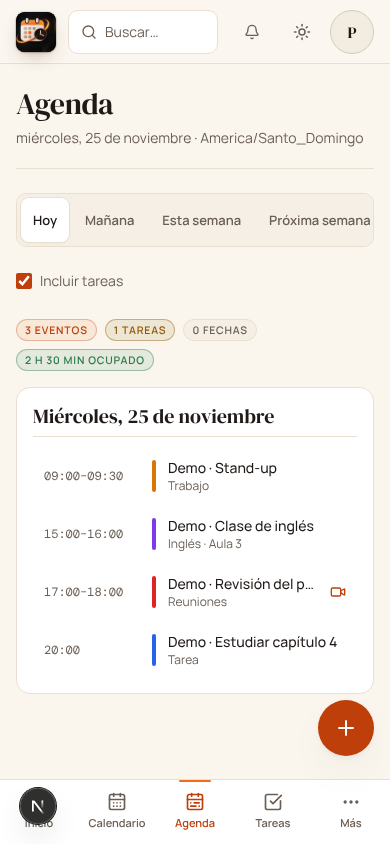 Buscar...
P
Agenda
miércoles, 25 de noviembre · America/Santo_Domingo
Hoy
Mañana
Esta semana
Próxima semana
Incluir tareas
3 EVENTOS
1 TAREAS
0 FECHAS
2 H 30 MIN OCUPADO
Miércoles, 25 de noviembre
09:00–09:30
Demo · Stand-up
Trabajo
15:00–16:00
Demo · Clase de inglés
Inglés · Aula 3
17:00–18:00
Demo · Revisión del p...
Reuniones
20:00
Demo · Estudiar capítulo 4
Tarea
N
Inicio
Calendario
Agenda
Tareas
Más